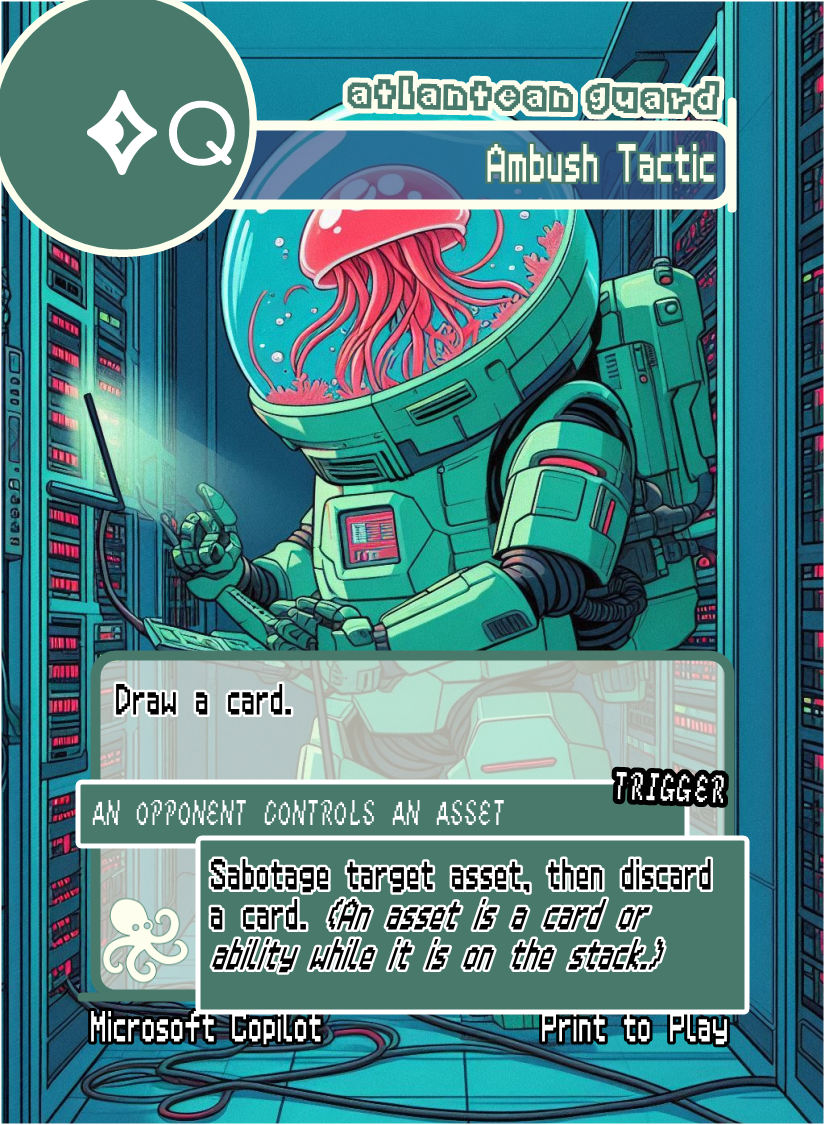 Q
atlantean guard
Ambush Tactic
Draw a card.
TRIGGER
AN OPPONENT CONTROLS AN ASSET
Sabotage target asset, then discard
a card. (An asset is a card or
ability while it is on the stack.)
Microsoft Copilot
Print to Play